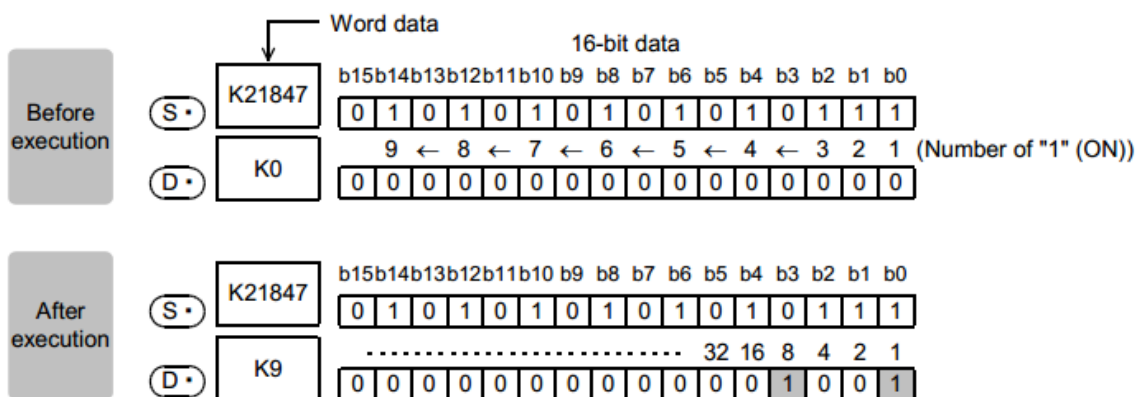 Word data
16-bit data
b15b14b13b12b11b10 b9 b8 b7 b6 b5 b4 b3 b2 b1 b0
Before execution
S・
K21847
0 1 0 1 0 1 0 1 0 1 0 1 0 1 1 1
9 ← 8 ← 7 ← 6 ← 5 ← 4 ← 3 2 1 (Number of "1" (ON))
D・
K0
0 0 0 0 0 0 0 0 0 0 0 0 0 0 0 0
b15b14b13b12b11b10 b9 b8 b7 b6 b5 b4 b3 b2 b1 b0
After execution
S・
K21847
0 1 0 1 0 1 0 1 0 1 0 1 0 1 1 1
32 16 8 4 2 1
D・
K9
0 0 0 0 0 0 0 0 0 0 0 0 1 0 0 1